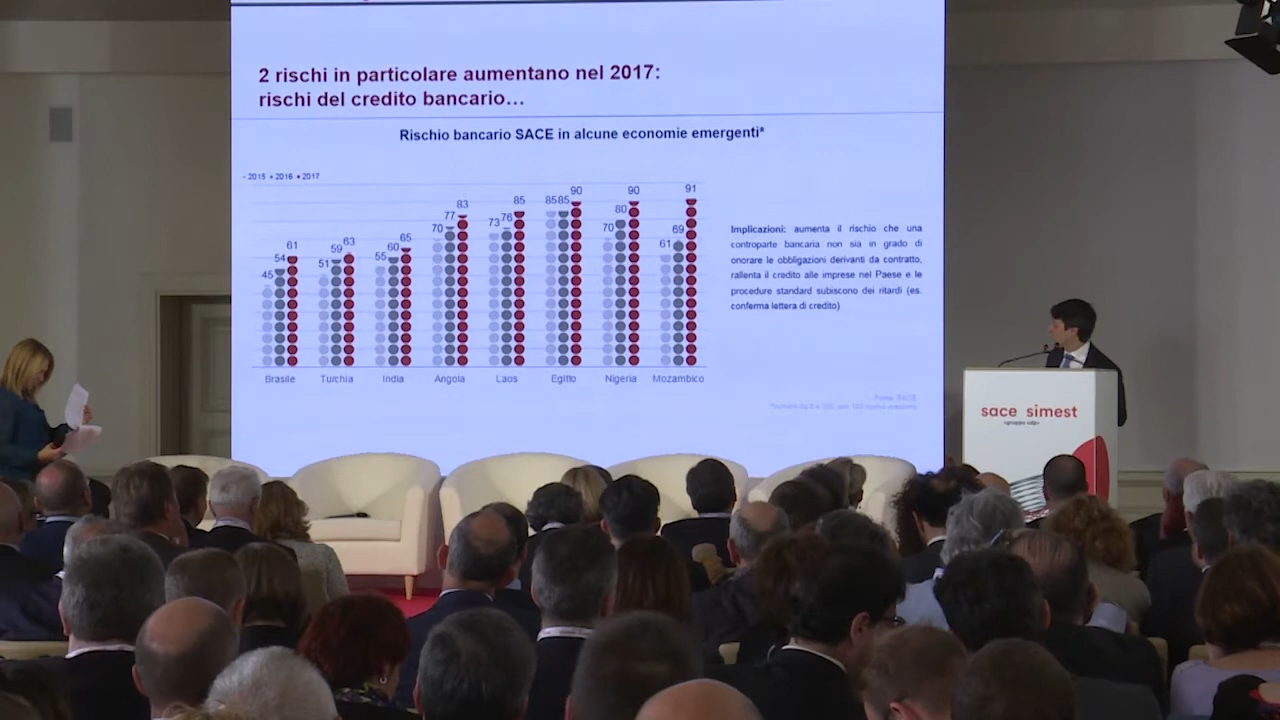 2 rischi in particolare aumentano nel 2017:
rischi del credito bancario…
Rischio bancario SACE in alcune economie emergenti*
2015 2016 2017
45 54 61
51 59 63
55 60 65
70 77 83
73 76 85
85 85 90
70 80 90
61 69 91
Brasile Turchia India Angola Laos Egitto Nigeria Mozambico
Implicazioni: aumenta il rischio che una
controparte bancaria non sia in grado di
onorare le obbligazioni derivanti da contratto,
rallenta il credito alle imprese nel Paese e le
procedure standard subiscono dei ritardi (es.
conferma lettera di credito)
Fonte: SACE
sace simest